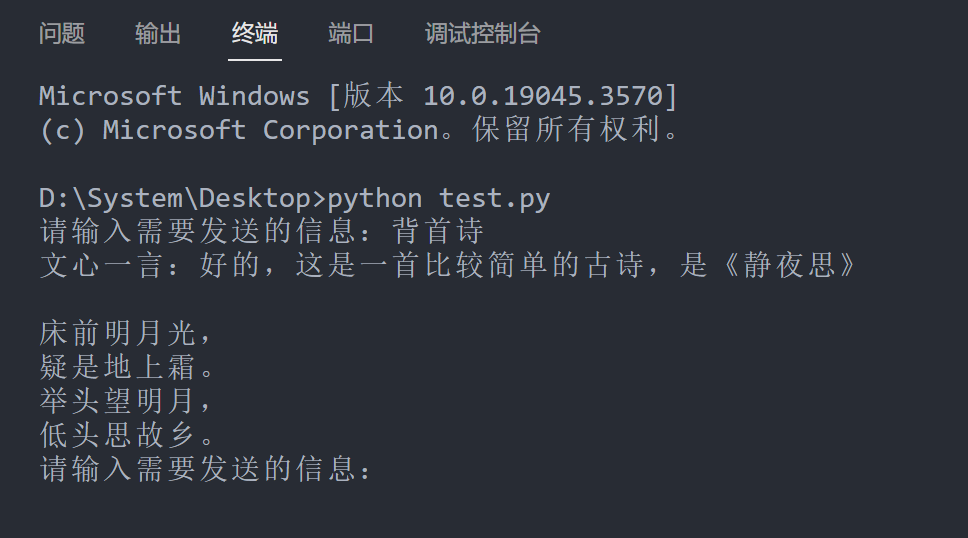 问题 输出 终端 端口 调试控制台
Microsoft Windows [版本 10.0.19045.3570]
(c) Microsoft Corporation。保留所有权利。
D:\System\Desktop>python test.py
请输入需要发送的信息：背首诗
文心一言：好的，这是一首比较简单的古诗，是《静夜思》
床前明月光，
疑是地上霜。
举头望明月，
低头思故乡。
请输入需要发送的信息：